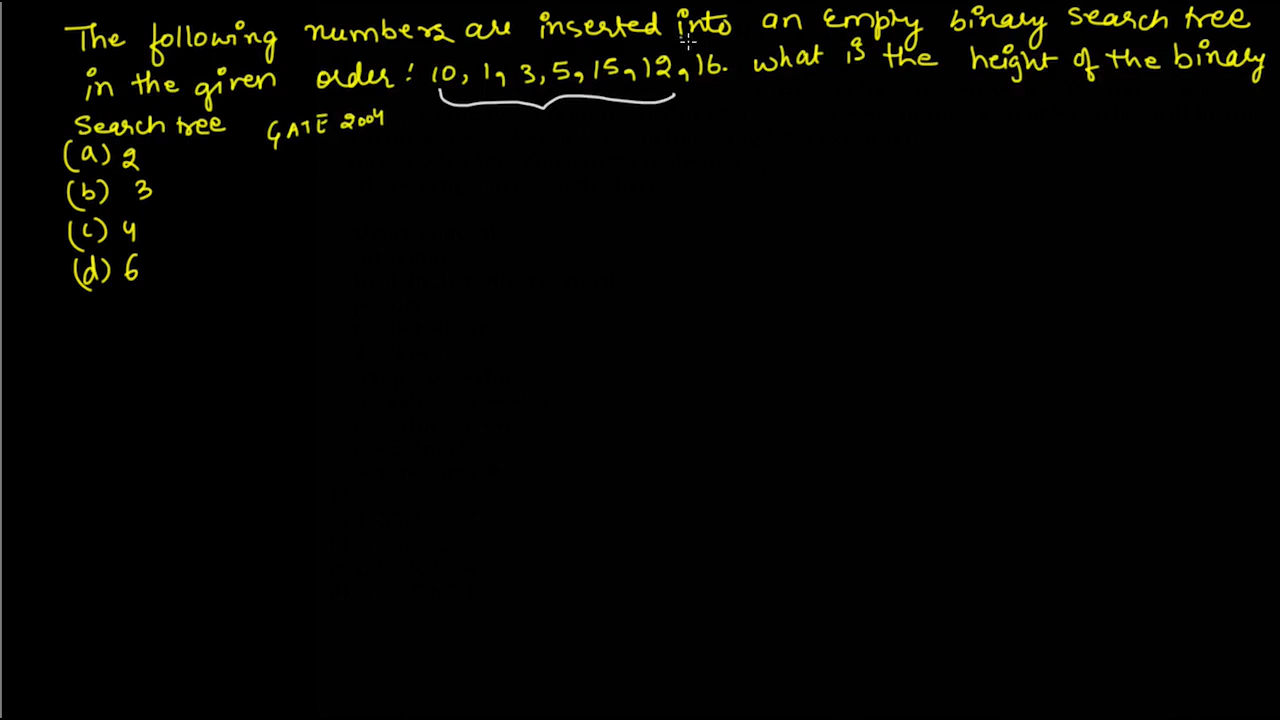 The following numbers are inserted into an empty binary search tree
in the given order: 10, 1, 3, 5, 15, 12, 16. what is the height of the binary
Search tree GATE 2004
(a) 2
(b) 3
(c) 4
(d) 6